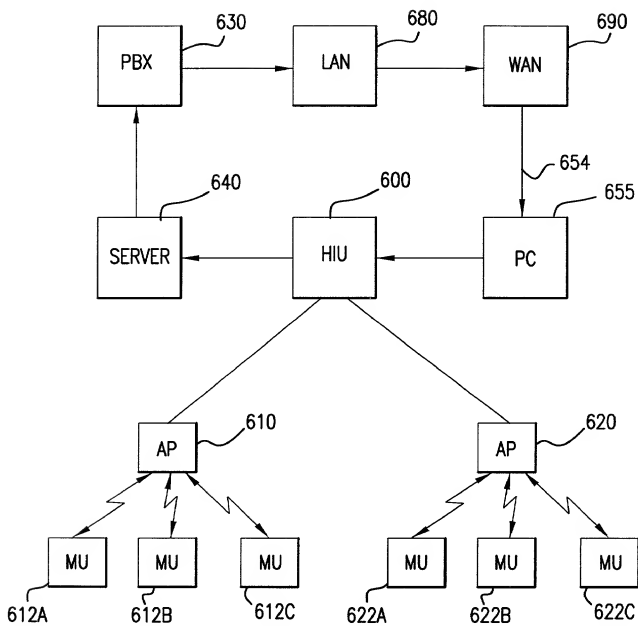 630 680 690
PBX LAN WAN
654
640 600 655
SERVER HIU PC
610 620
AP AP
MU MU MU MU MU MU
612A 612B 612C 622A 622B 622C